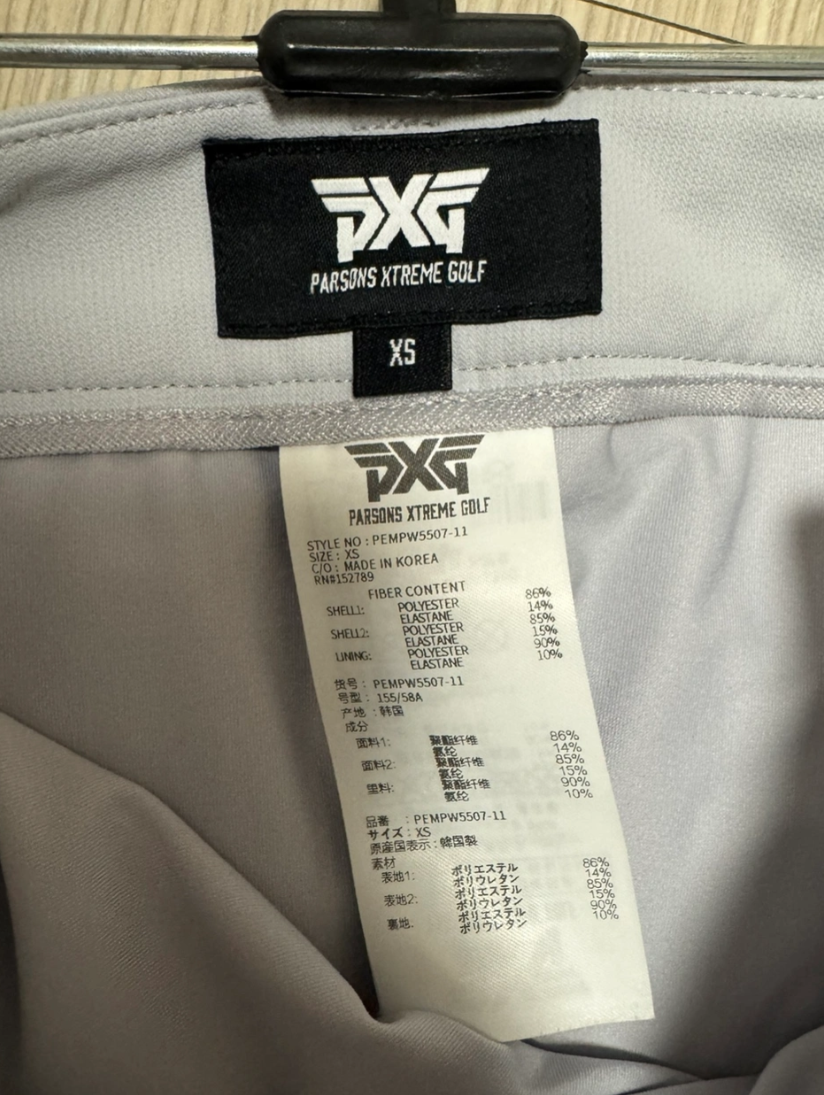 PXG
PARSONS XTREME GOLF
XS
PXG
PARSONS XTREME GOLF
STYLE NO : PEMPW5507-11
SIZE : XS
C/O : MADE IN KOREA
RN#152789
FIBER CONTENT
SHELL1: POLYESTER 86%
ELASTANE 14%
SHELL2: POLYESTER 85%
ELASTANE 15%
LINING: POLYESTER 90%
ELASTANE 10%
货号 : PEMPW5507-11
号型 : 155/58A
产地 : 韩国
成分
面料1: 聚酯纤维 86%
氨纶 14%
面料2: 聚酯纤维 85%
氨纶 15%
里料: 聚酯纤维 90%
氨纶 10%
品番 : PEMPW5507-11
サイズ : XS
原産国表示 : 韓国製
素材
表地1: ポリエステル 86%
ポリウレタン 14%
表地2: ポリエステル 85%
ポリウレタン 15%
裏地: ポリエステル 90%
ポリウレタン 10%